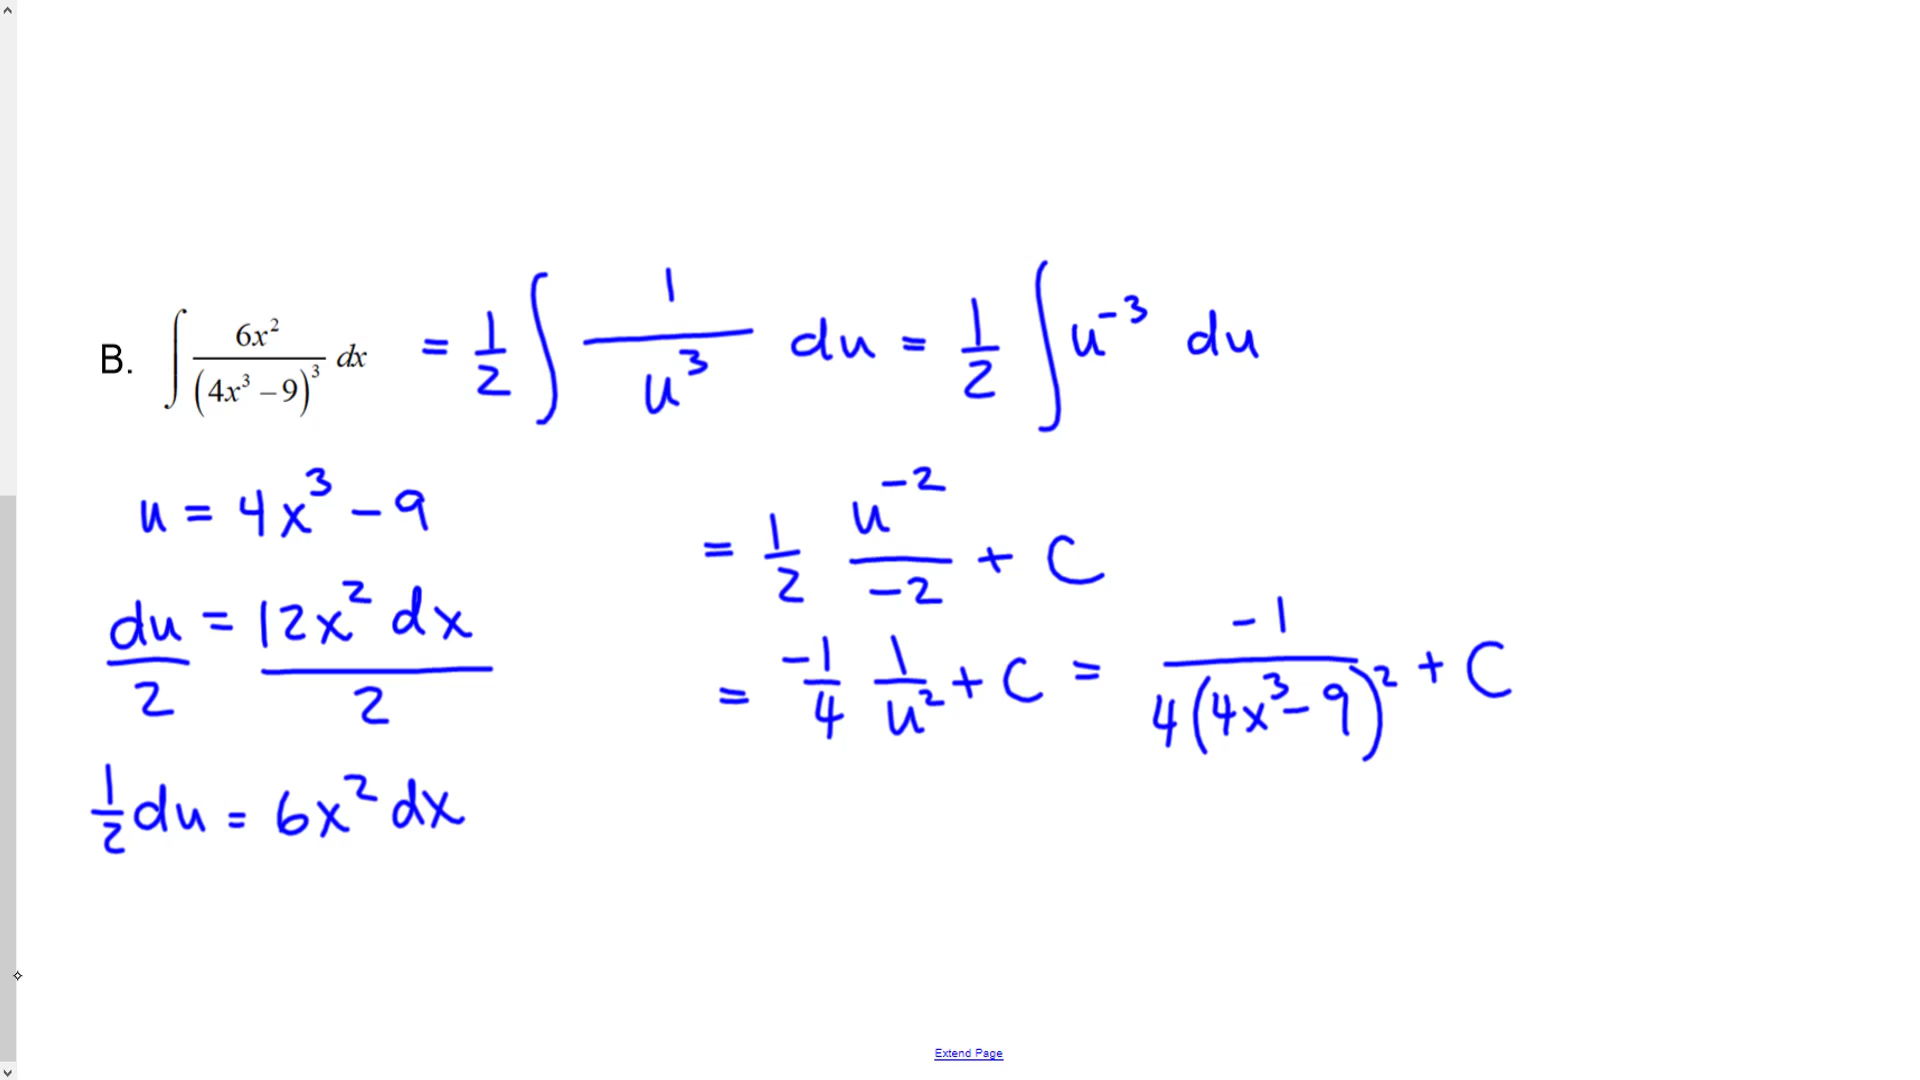 B. ∫ 6x²/(4x³ − 9)³ dx = 1/2 ∫ 1/u³ du = 1/2 ∫ u⁻³ du
u = 4x³ − 9
= 1/2 u⁻²/−2 + C
du/2 = 12x² dx/2
= −1/4 1/u² + C = −1/4(4x³ − 9)² + C
1/2 du = 6x² dx
Extend Page